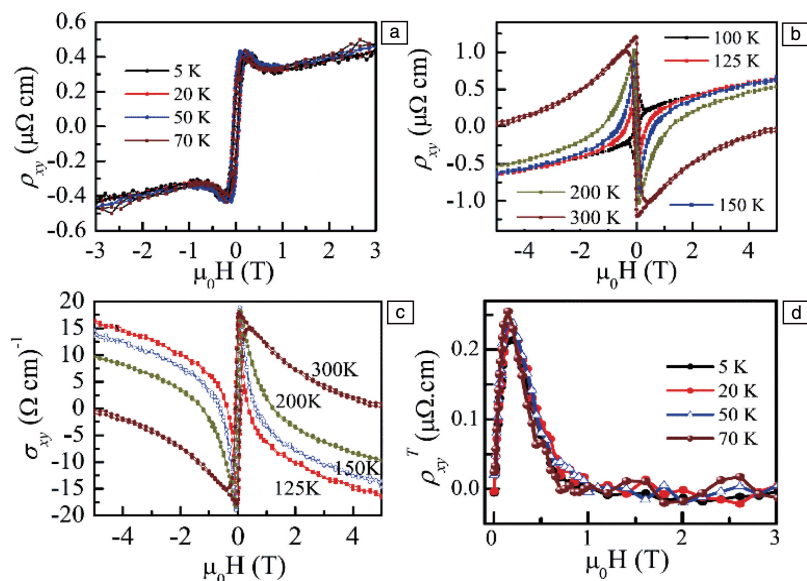 a
0.6
0.4
0.2
0.0
-0.2
-0.4
0.6
ρxy (μΩ cm)
5 K
20 K
50 K
70 K
-3 -2 -1 0 1 2 3
μ0H (T)
b
1.0
0.5
0.0
-0.5
-1.0
ρxy (μΩ cm)
100 K
125 K
200 K
300 K
150 K
-4 -2 0 2 4
μ0H (T)
c
20
15
10
5
0
-5
-10
-15
-20
σxy (Ω cm)-1
300K
200K
150K
125K
-4 -2 0 2 4
μ0H (T)
d
0.2
0.1
0.0
ρxyT (μΩ.cm)
5 K
20 K
50 K
70 K
0 1 2 3
μ0H (T)